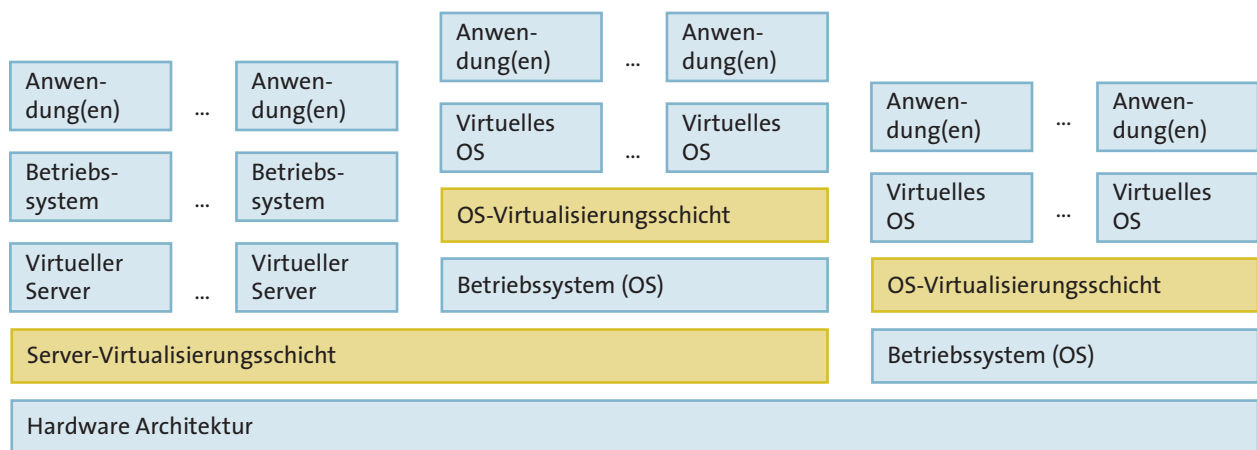 Anwen-
dung(en)
...
Anwen-
dung(en)
Betriebs-
system
...
Betriebs-
system
Virtueller
Server
...
Virtueller
Server
Anwen-
dung(en)
...
Anwen-
dung(en)
Virtuelles
OS
...
Virtuelles
OS
OS-Virtualisierungsschicht
Betriebssystem (OS)
Server-Virtualisierungsschicht
Anwen-
dung(en)
...
Anwen-
dung(en)
Virtuelles
OS
...
Virtuelles
OS
OS-Virtualisierungsschicht
Betriebssystem (OS)
Hardware Architektur